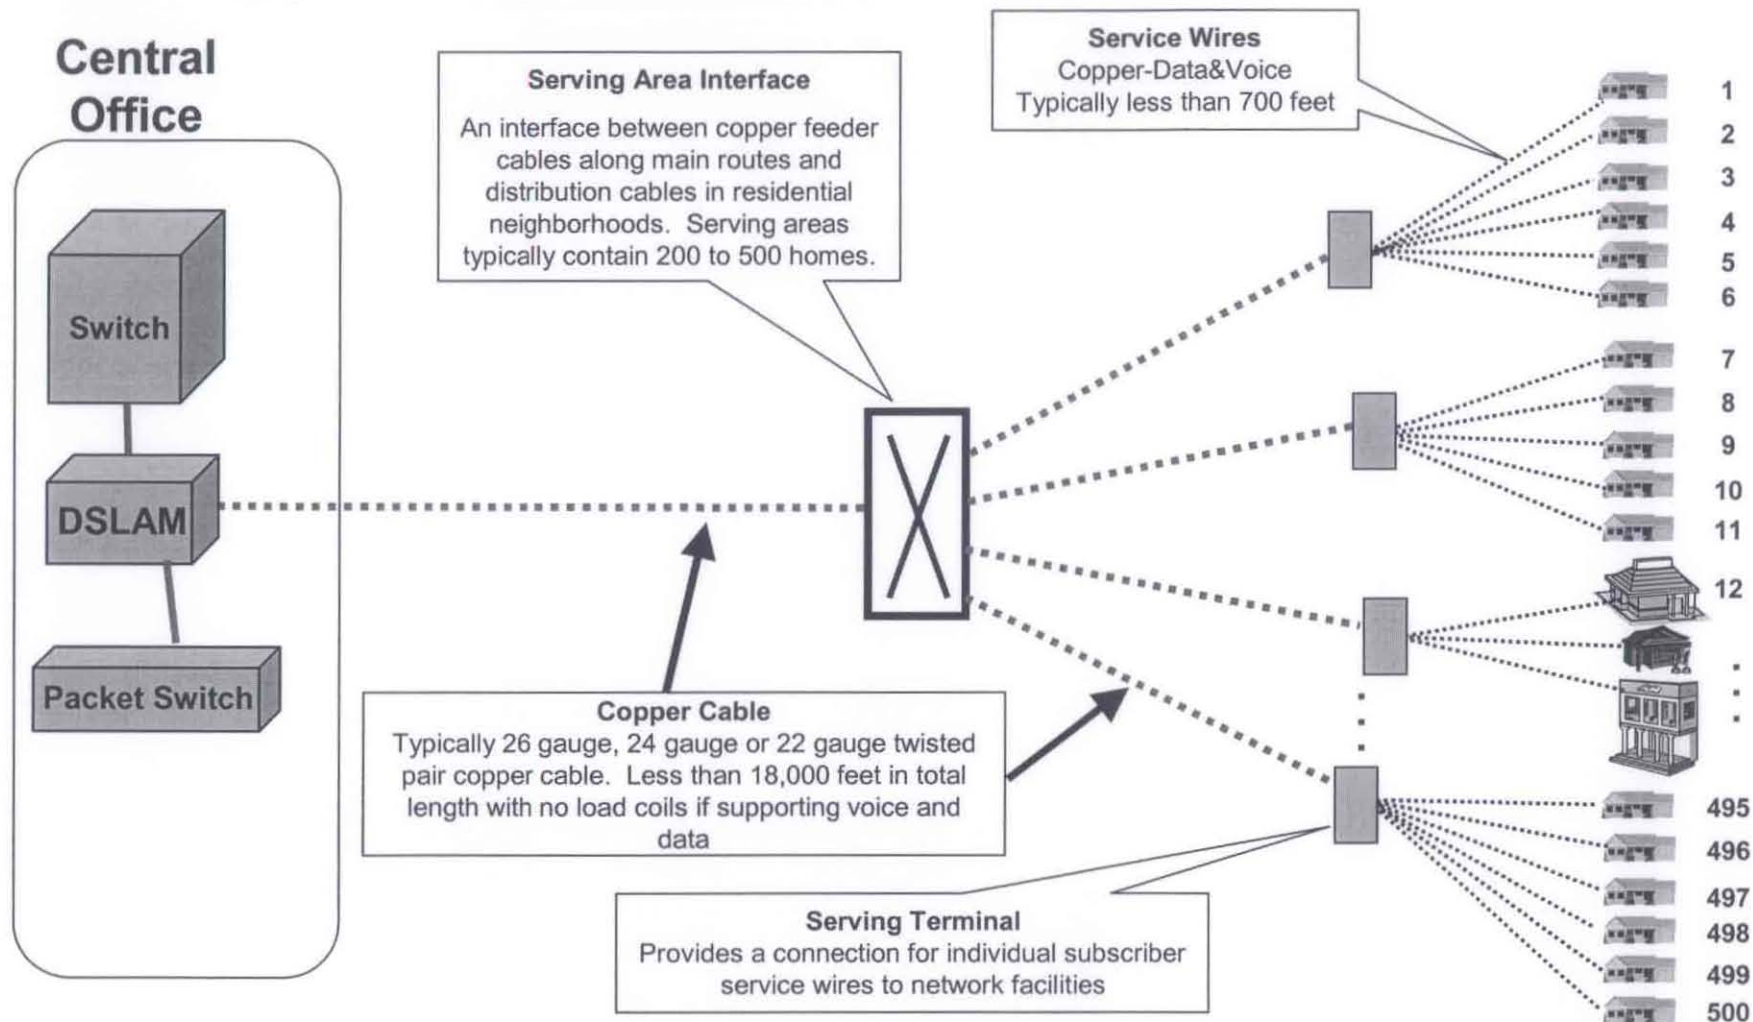 Central
Office
Switch
DSLAM
Packet Switch
Serving Area Interface
An interface between copper feeder
cables along main routes and
distribution cables in residential
neighborhoods. Serving areas
typically contain 200 to 500 homes.
Service Wires
Copper-Data&Voice
Typically less than 700 feet
Copper Cable
Typically 26 gauge, 24 gauge or 22 gauge twisted
pair copper cable. Less than 18,000 feet in total
length with no load coils if supporting voice and
data
Serving Terminal
Provides a connection for individual subscriber
service wires to network facilities
1
2
3
4
5
6
7
8
9
10
11
12
495
496
497
498
499
500